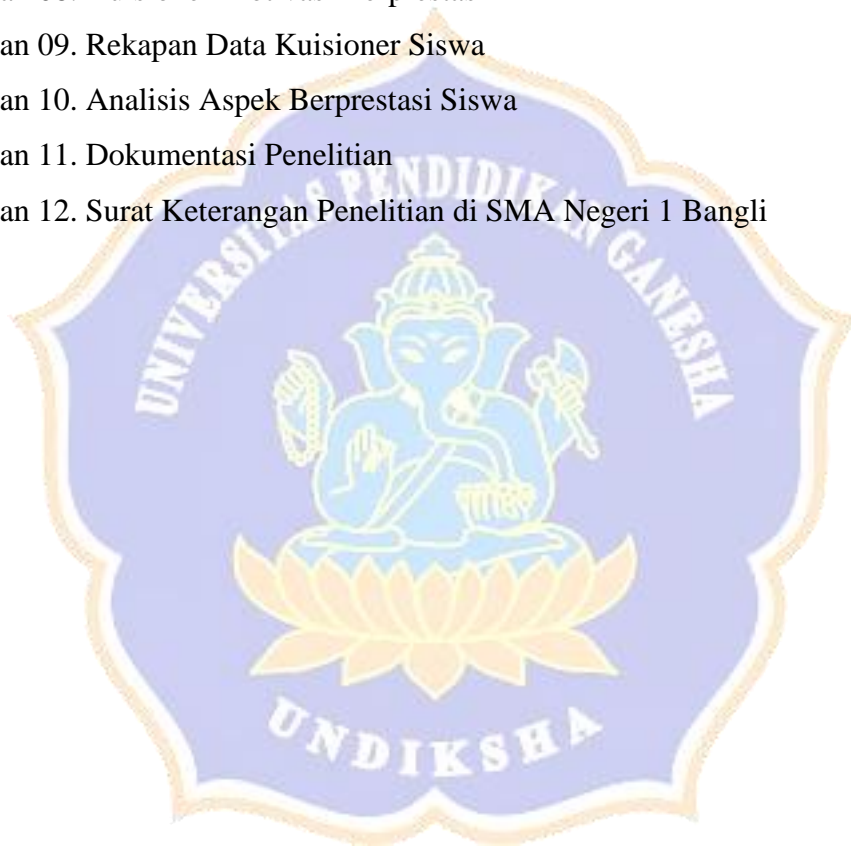 an 09. Rekapan Data Kuisioner Siswa
an 10. Analisis Aspek Berprestasi Siswa
an 11. Dokumentasi Penelitian
an 12. Surat Keterangan Penelitian di SMA Negeri 1 Bangli
UNIVERSITAS PENDIDIKAN GANESHA
UNDIKSHA